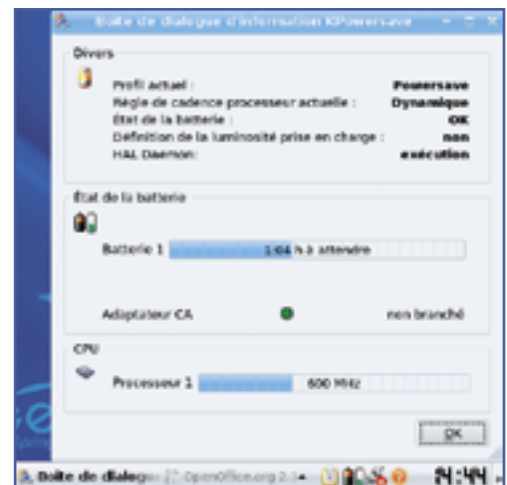 Boîte de dialogue d'information KPowersave
Divers
Profil actuel : Powersave
Règle de cadence processeur actuelle : Dynamique
État de la batterie : OK
Définition de la luminosité prise en charge : non
HAL Daemon: exécution
État de la batterie
Batterie 1 1:04 h à attendre
Adaptateur CA non branché
CPU
Processeur 1 600 MHz
OK
Boîte de dialogue OpenOffice.org 2.3 14:44